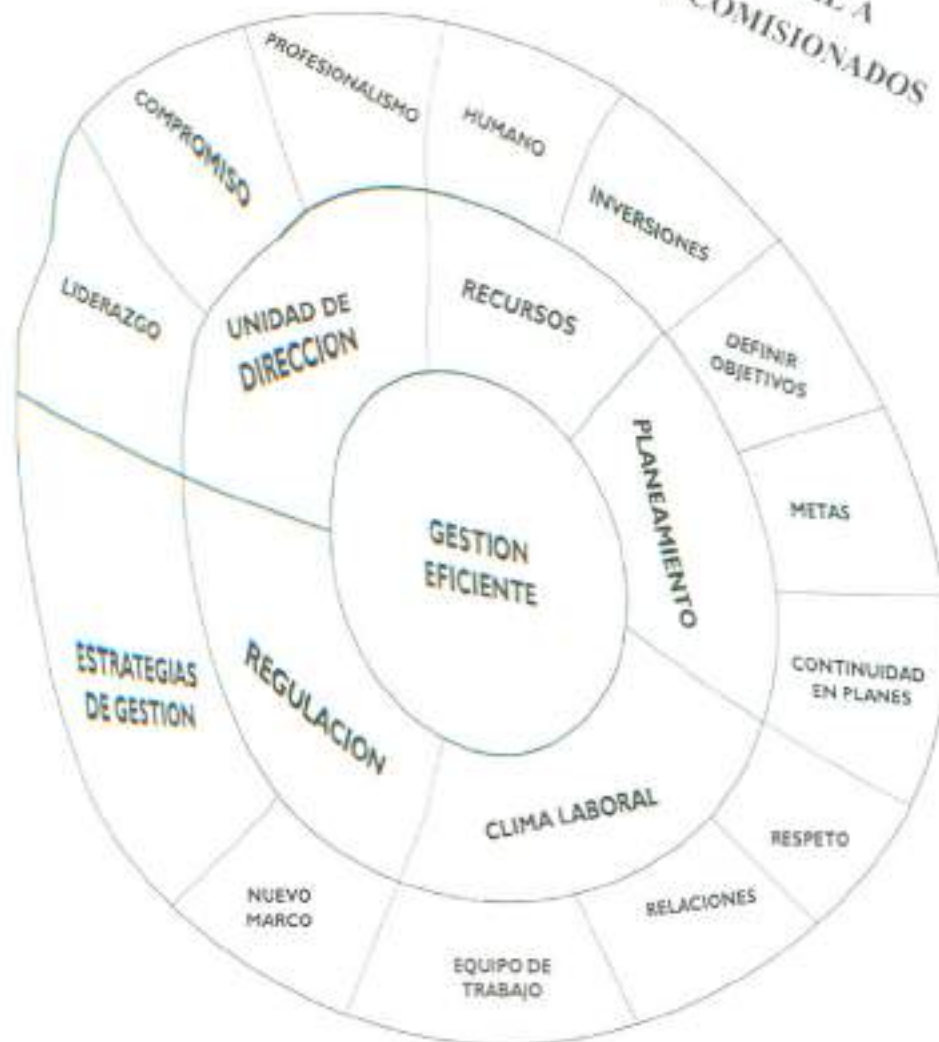 A
COMISIONADOS
PROFESIONALISMO
HUMANO
COMPROMISO
INVERSIONES
LIDERAZGO
UNIDAD DE
DIRECCION
RECURSOS
DEFINIR
OBJETIVOS
PLANEAMIENTO
METAS
GESTION
EFICIENTE
ESTRATEGIAS
DE GESTION
REGULACION
CONTINUIDAD
EN PLANES
CLIMA LABORAL
RESPETO
NUEVO
MARCO
RELACIONES
EQUIPO DE
TRABAJO